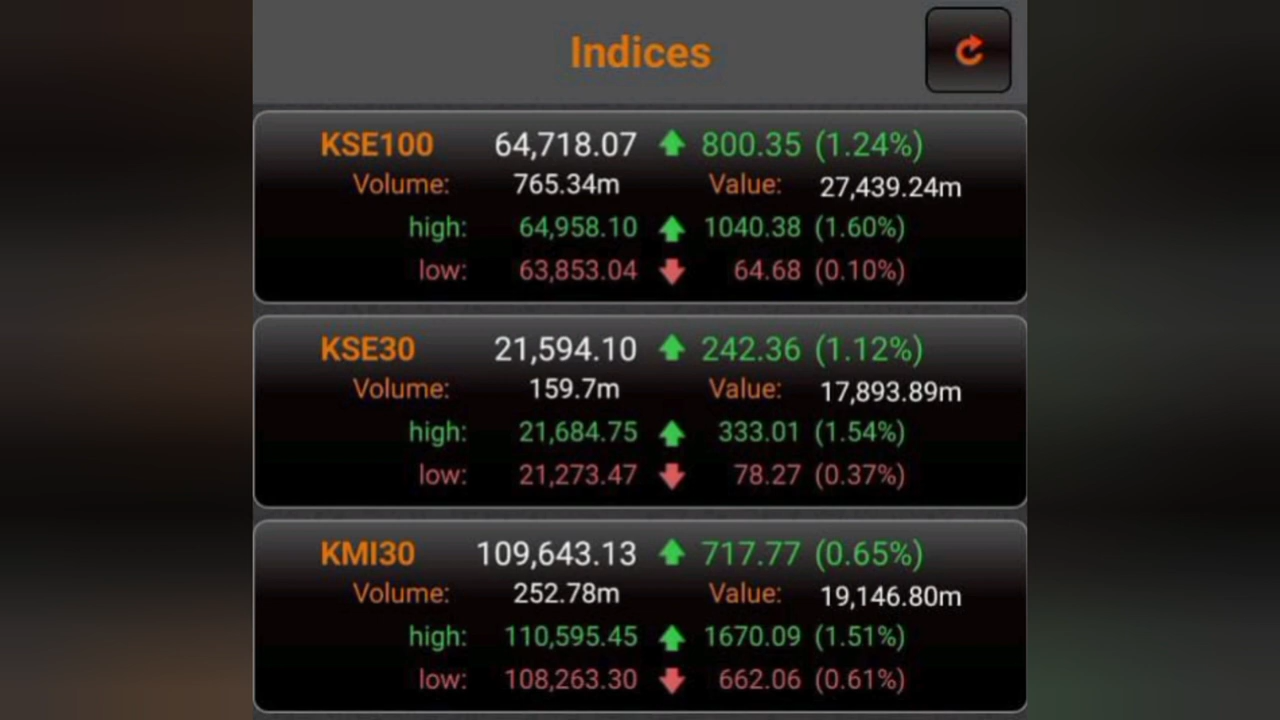 Indices
KSE100 64,718.07 800.35 (1.24%)
Volume: 765.34m Value: 27,439.24m
high: 64,958.10 1040.38 (1.60%)
low: 63,853.04 64.68 (0.10%)
KSE30 21,594.10 242.36 (1.12%)
Volume: 159.7m Value: 17,893.89m
high: 21,684.75 333.01 (1.54%)
low: 21,273.47 78.27 (0.37%)
KMI30 109,643.13 717.77 (0.65%)
Volume: 252.78m Value: 19,146.80m
high: 110,595.45 1670.09 (1.51%)
low: 108,263.30 662.06 (0.61%)